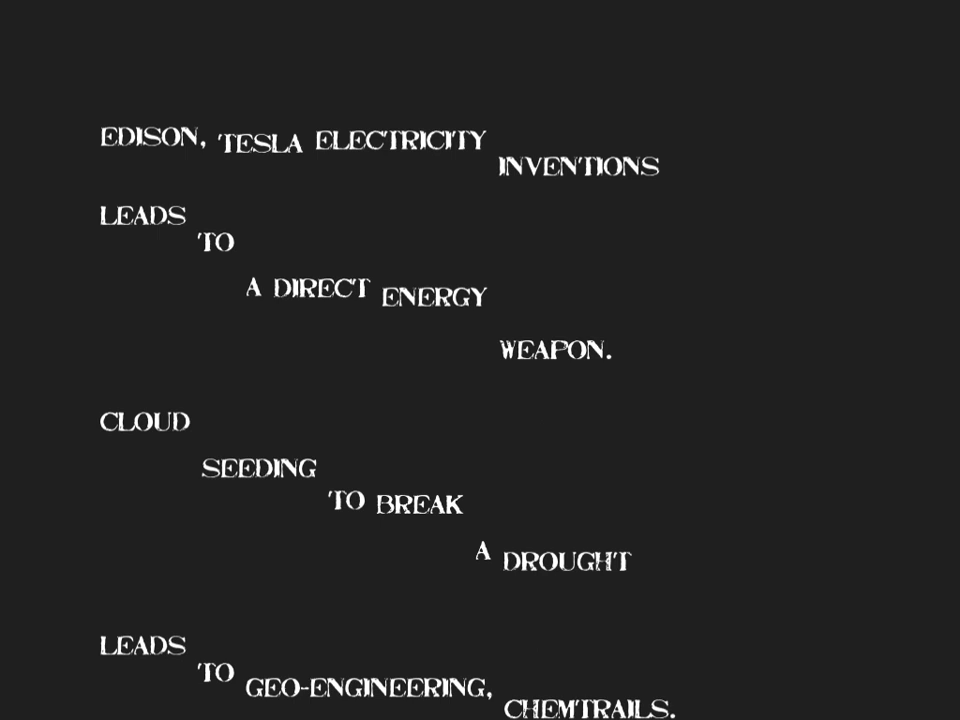 EDISON, TESLA ELECTRICITY INVENTIONS
LEADS TO A DIRECT ENERGY WEAPON.
CLOUD SEEDING TO BREAK A DROUGHT
LEADS TO GEO-ENGINEERING, CHEMTRAILS.